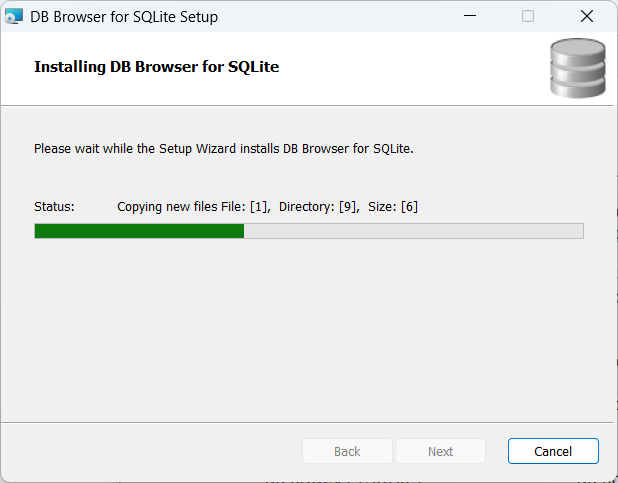 DB Browser for SQLite Setup
Installing DB Browser for SQLite
Please wait while the Setup Wizard installs DB Browser for SQLite.
Status: Copying new files File: [1], Directory: [9], Size: [6]
Back Next Cancel